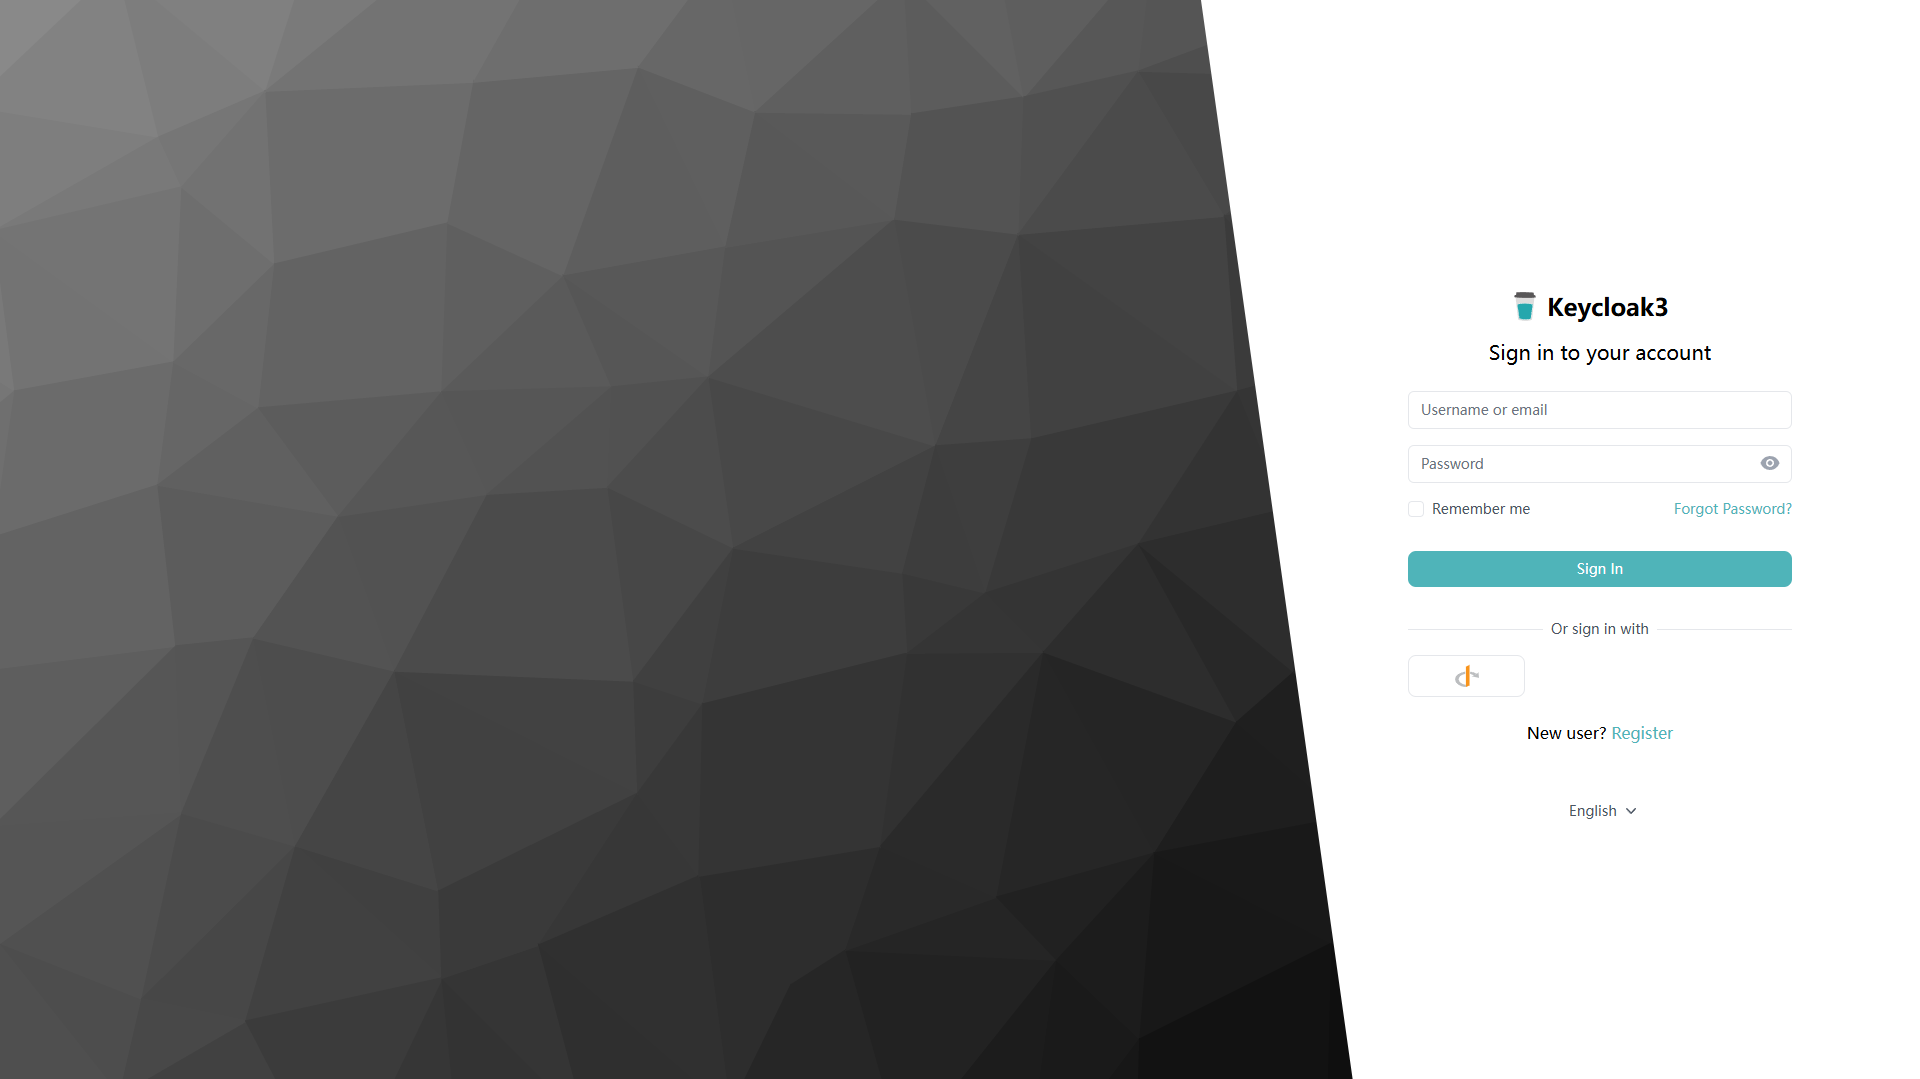 Keycloak3
Sign in to your account
Username or email
Password
Remember me
Forgot Password?
Sign In
Or sign in with
New user? Register
English